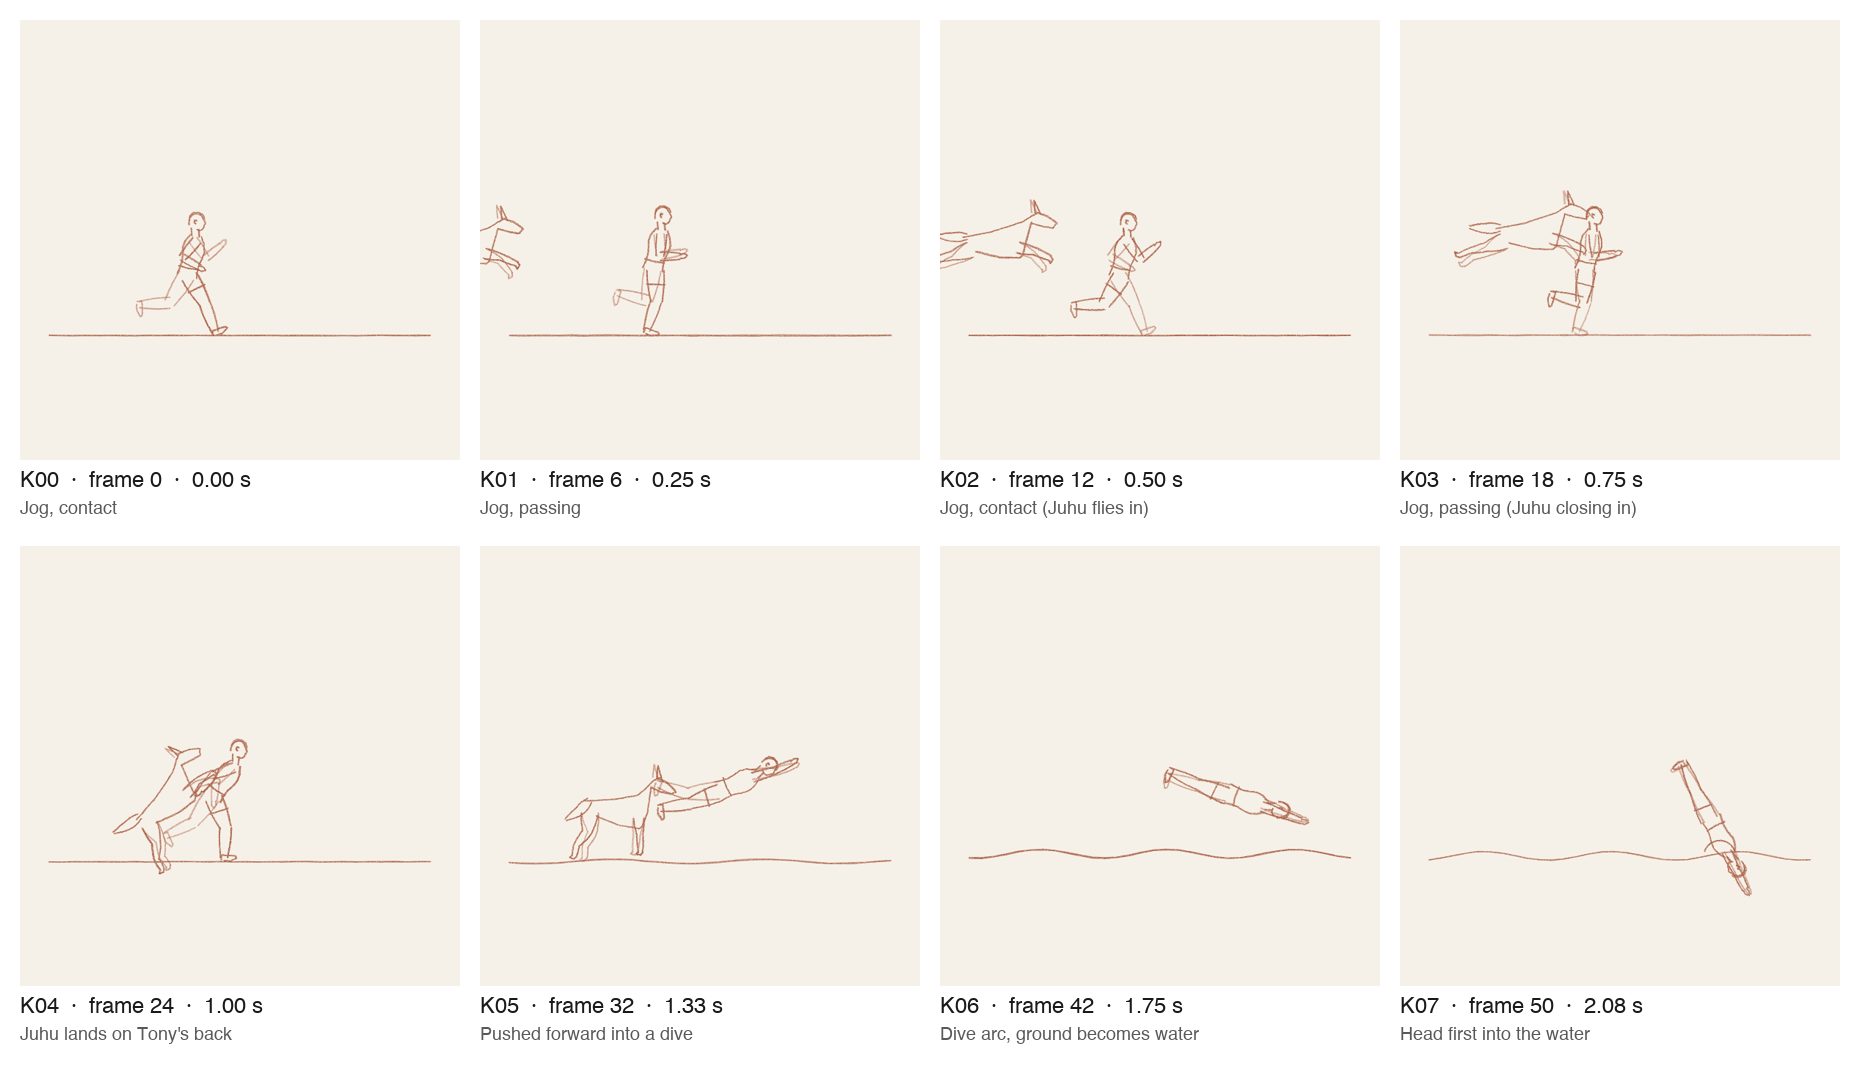 K00 · frame 0 · 0.00 s
Jog, contact
K01 · frame 6 · 0.25 s
Jog, passing
K02 · frame 12 · 0.50 s
Jog, contact (Juhu flies in)
K03 · frame 18 · 0.75 s
Jog, passing (Juhu closing in)
K04 · frame 24 · 1.00 s
Juhu lands on Tony's back
K05 · frame 32 · 1.33 s
Pushed forward into a dive
K06 · frame 42 · 1.75 s
Dive arc, ground becomes water
K07 · frame 50 · 2.08 s
Head first into the water